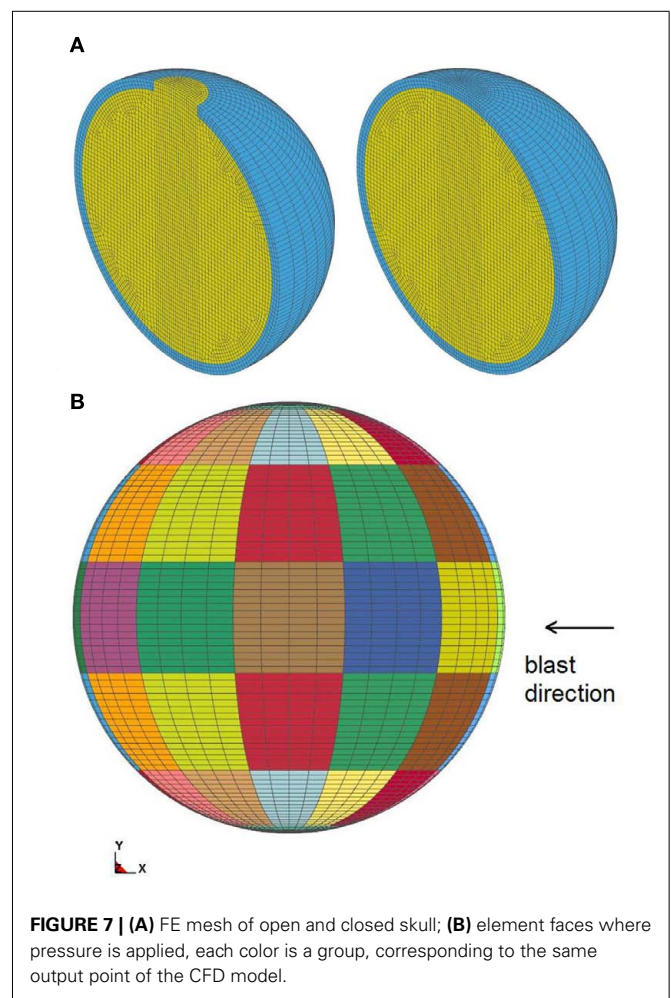 A
B
blast
direction
Y
X
FIGURE 7 | (A) FE mesh of open and closed skull; (B) element faces where
pressure is applied, each color is a group, corresponding to the same
output point of the CFD model.